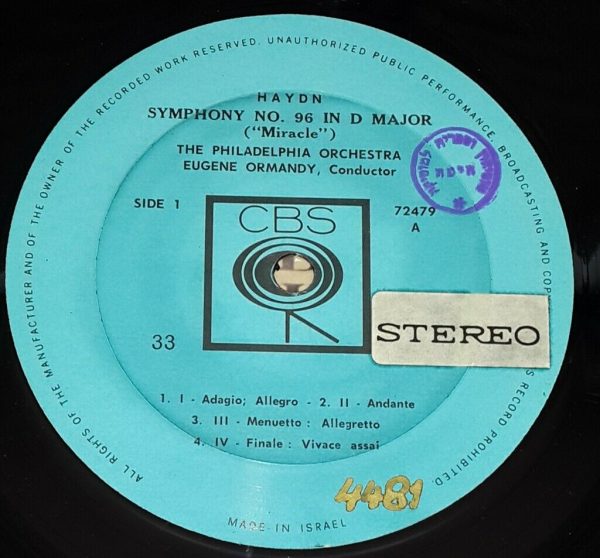 ALL RIGHTS OF THE MANUFACTURER AND OF THE OWNER OF THE RECORDED WORK RESERVED. UNAUTHORIZED PUBLIC PERFORMANCE, BROADCASTING AND COP
S RECORD PROHIBITED.
HAYDN
SYMPHONY NO. 96 IN D MAJOR
("Miracle")
THE PHILADELPHIA ORCHESTRA
EUGENE ORMANDY, Conductor
SIDE 1
CBS
72479
A
33
STEREO
1. I - Adagio; Allegro - 2. II - Andante
3. III - Menuetto : Allegretto
4. IV - Finale : Vivace assai
4481
MADE IN ISRAEL